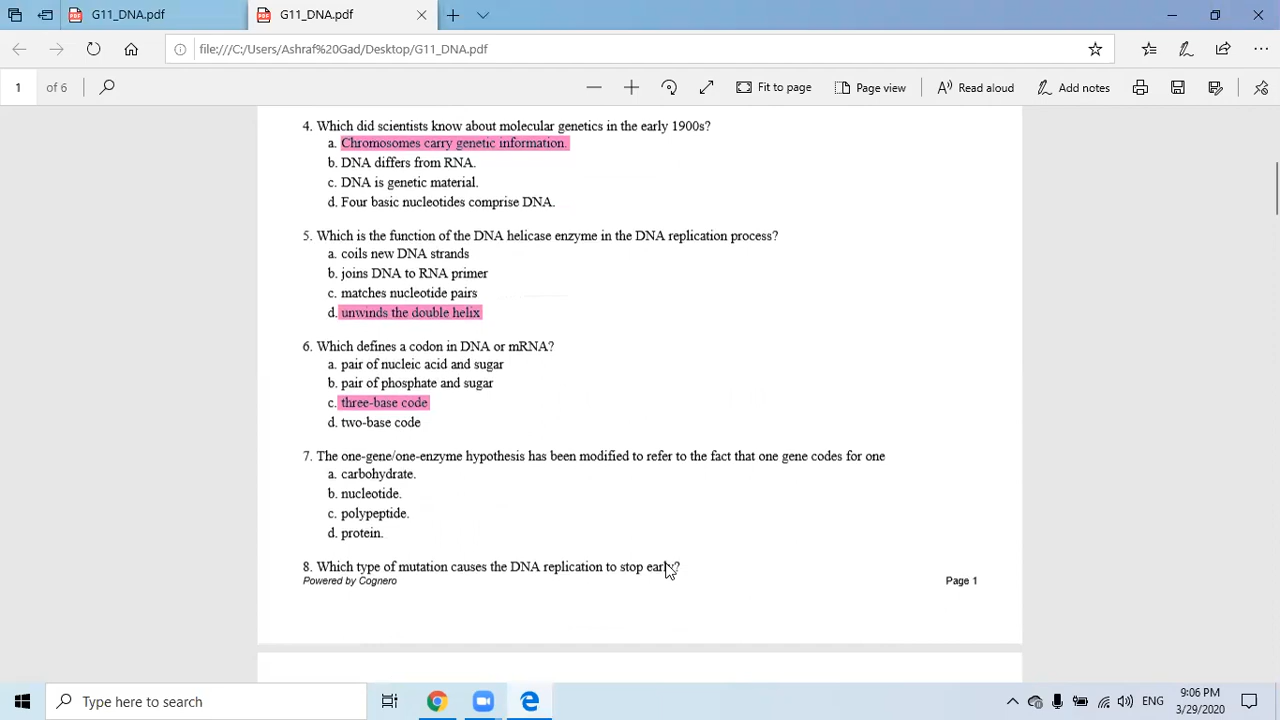 G11_DNA.pdf
G11_DNA.pdf
file:///C:/Users/Ashraf%20Gad/Desktop/G11_DNA.pdf
1 of 6
Fit to page
Page view
Read aloud
Add notes
4. Which did scientists know about molecular genetics in the early 1900s?
a. Chromosomes carry genetic information.
b. DNA differs from RNA.
c. DNA is genetic material.
d. Four basic nucleotides comprise DNA.
5. Which is the function of the DNA helicase enzyme in the DNA replication process?
a. coils new DNA strands
b. joins DNA to RNA primer
c. matches nucleotide pairs
d. unwinds the double helix
6. Which defines a codon in DNA or mRNA?
a. pair of nucleic acid and sugar
b. pair of phosphate and sugar
c. three-base code
d. two-base code
7. The one-gene/one-enzyme hypothesis has been modified to refer to the fact that one gene codes for one
a. carbohydrate.
b. nucleotide.
c. polypeptide.
d. protein.
8. Which type of mutation causes the DNA replication to stop early?
Powered by Cognero
Page 1
Type here to search
ENG
9:06 PM
3/29/2020